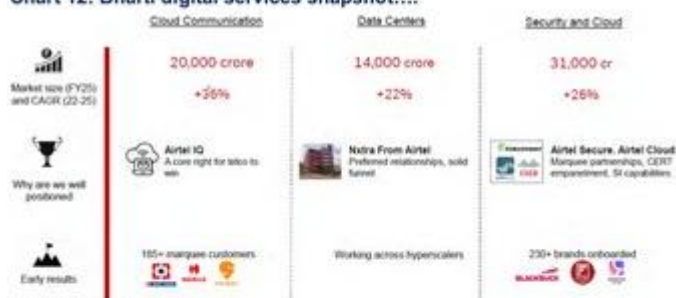 Chart 12: Bharti digital services snapshot....
Cloud Communication
Data Centers
Security and Cloud
Market size (FY25)
and CAGR (22-25)
20,000 crore
+36%
14,000 crore
+22%
31,000 cr
+26%
Why are we well
positioned
Airtel IQ
A core right for telco to
win
Nxtra From Airtel
Preferred relationships, solid
funnel
Airtel Secure. Airtel Cloud
Marquee partnerships, CERT
empanelment, SI capabilities
CISCO
Early results
165+ marquee customers
Working across hyperscalers
230+ brands onboarded
BLACKBUCK